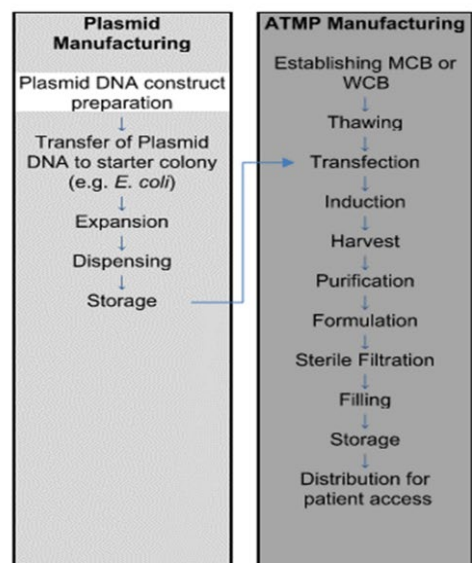 Plasmid
Manufacturing
Plasmid DNA construct
preparation
Transfer of Plasmid
DNA to starter colony
(e.g. E. coli)
Expansion
Dispensing
Storage
ATMP Manufacturing
Establishing MCB or
WCB
Thawing
Transfection
Induction
Harvest
Purification
Formulation
Sterile Filtration
Filling
Storage
Distribution for
patient access